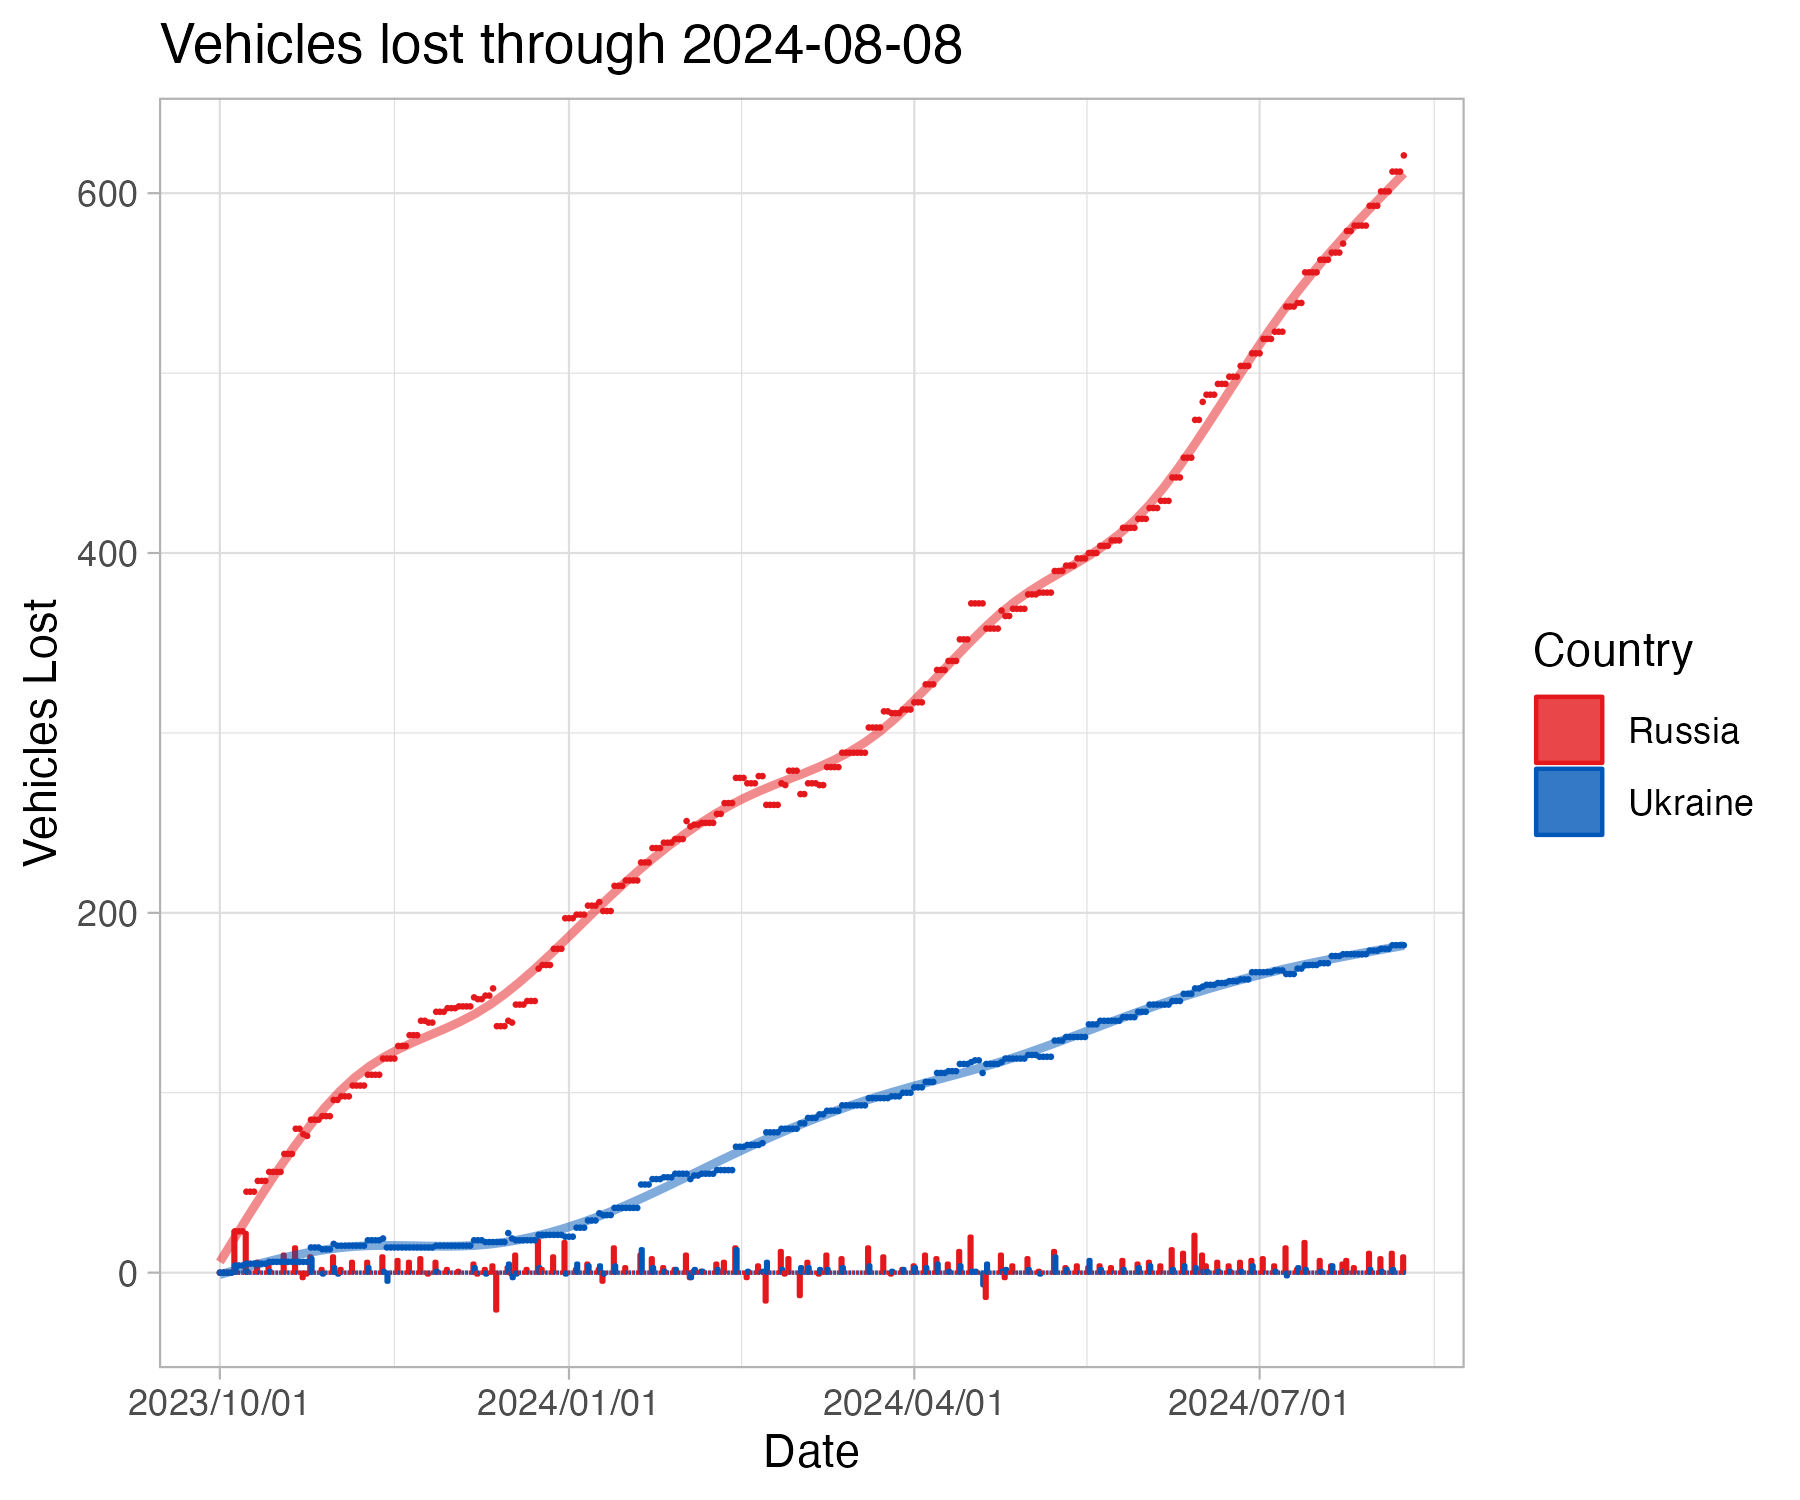 Vehicles lost through 2024-08-08
Vehicles Lost
600
400
200
0
2023/10/01
2024/01/01
2024/04/01
2024/07/01
Date
Country
Russia
Ukraine